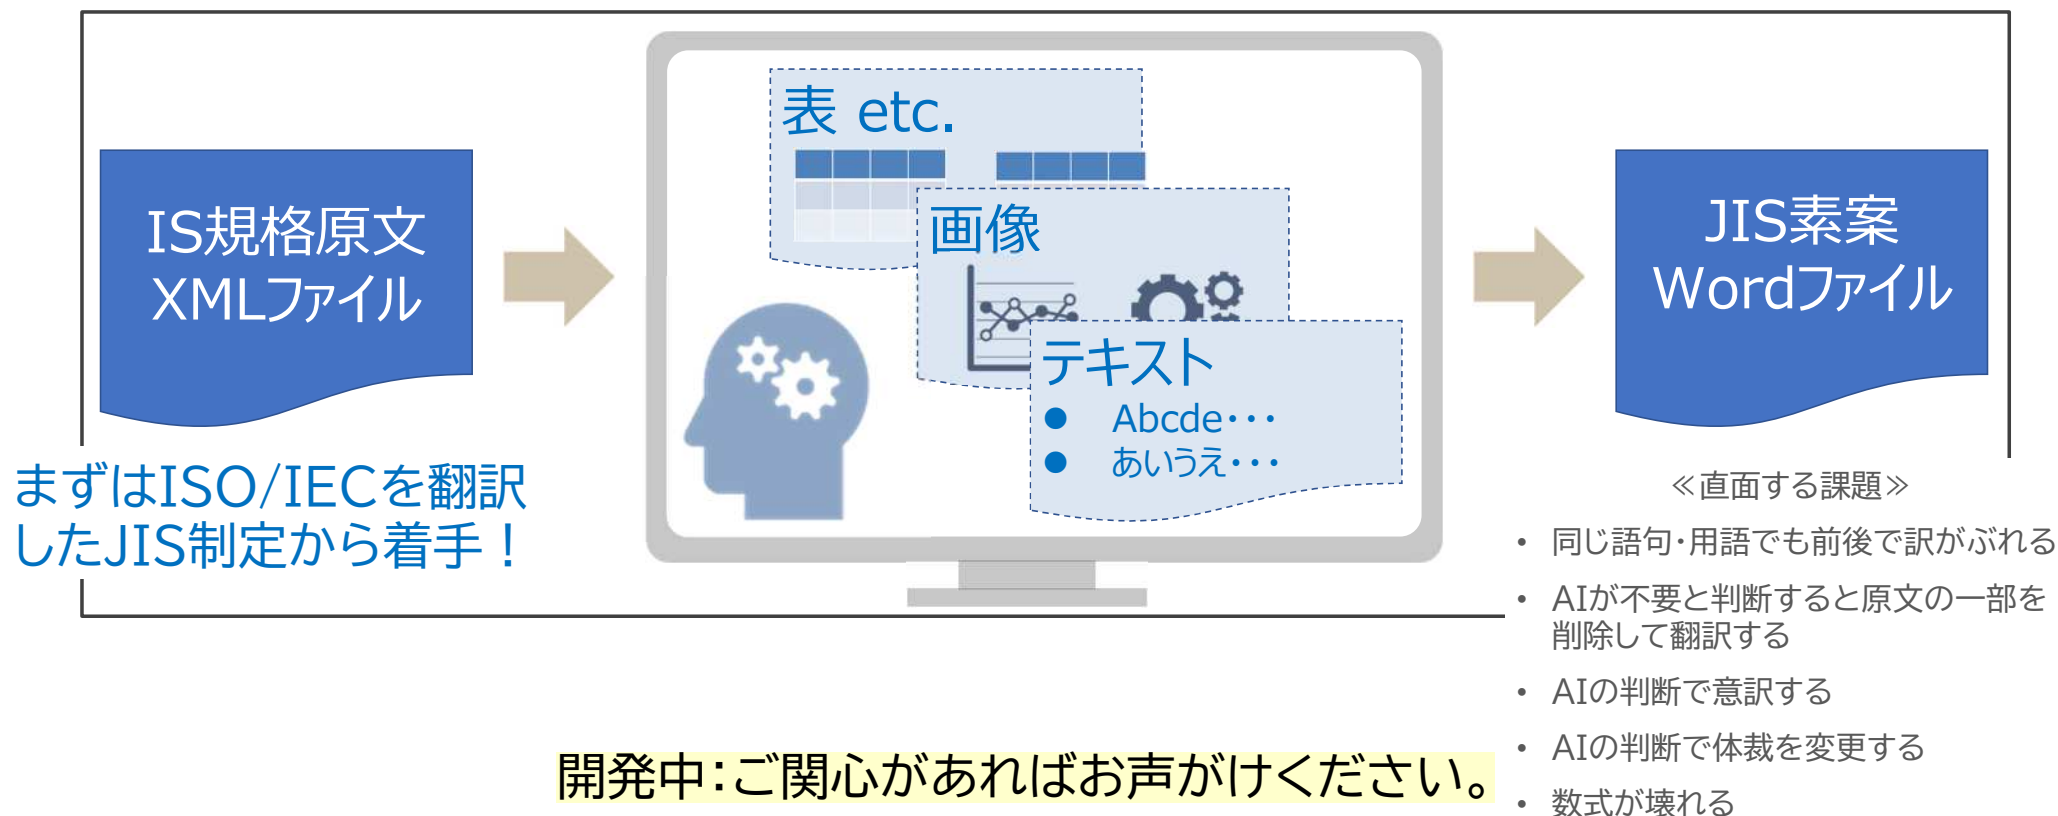 IS規格原文
XMLファイル
まずはISO/IECを翻訳
したJIS制定から着手！
表 etc.
画像
テキスト
● Abcde･･･
● あいうえ･･･
JIS素案
Wordファイル
≪直面する課題≫
• 同じ語句･用語でも前後で訳がぶれる
• AIが不要と判断すると原文の一部を
削除して翻訳する
• AIの判断で意訳する
• AIの判断で体裁を変更する
• 数式が壊れる
開発中：ご関心があればお声がけください。